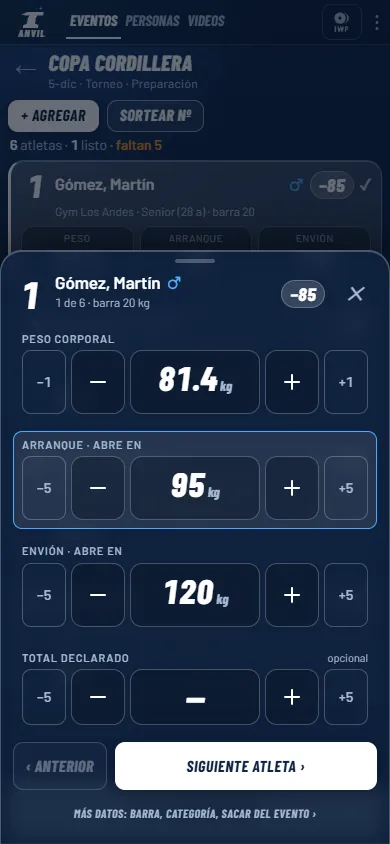 ANVIL
EVENTOS PERSONAS VIDEOS
IWF
← COPA CORDILLERA
5-dic · Torneo · Preparación
+ AGREGAR
SORTEAR Nº
6 atletas · 1 listo · faltan 5
1 Gómez, Martín ♂ –85 ✓
Gym Los Andes · Senior (28 a) · barra 20
PESO ARRANQUE ENVIÓN
1 Gómez, Martín ♂ –85 ✕
1 de 6 · barra 20 kg
PESO CORPORAL
–1 — 81.4 kg + +1
ARRANQUE · ABRE EN
–5 — 95 kg + +5
ENVIÓN · ABRE EN
–5 — 120 kg + +5
TOTAL DECLARADO opcional
–5 — – + +5
‹ ANTERIOR
SIGUIENTE ATLETA ›
MÁS DATOS: BARRA, CATEGORÍA, SACAR DEL EVENTO ›